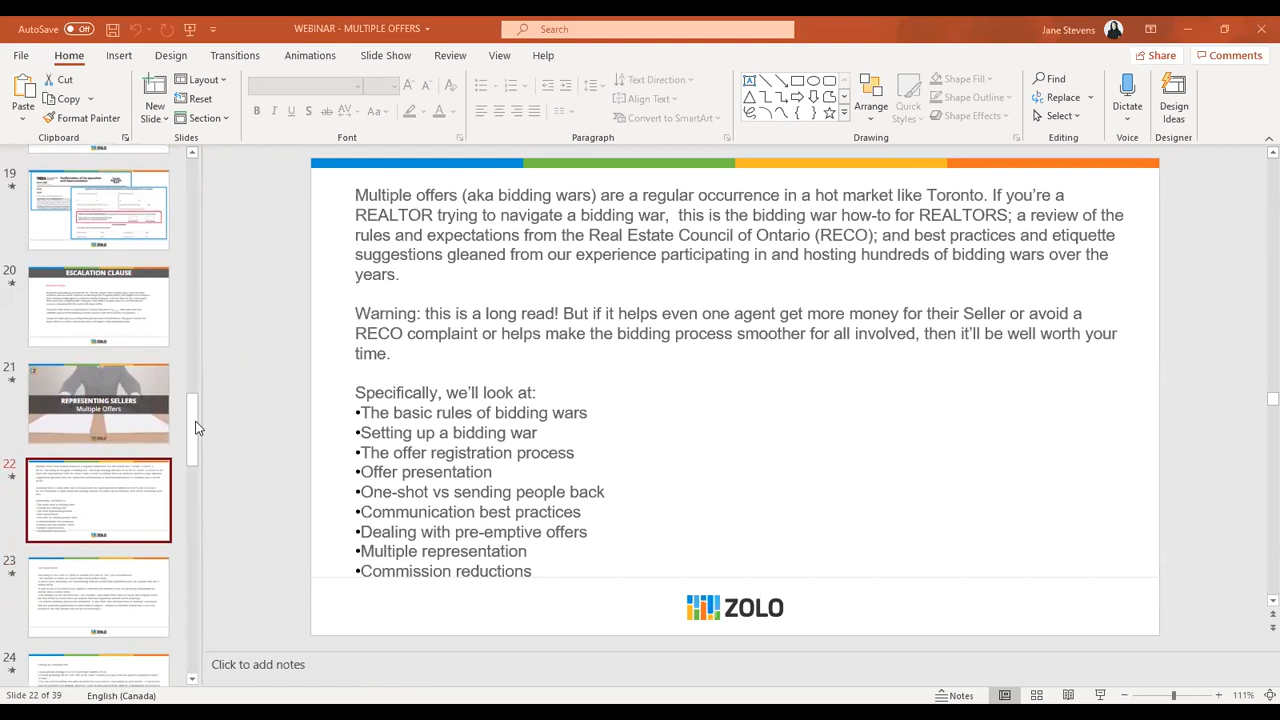 AutoSave Off
WEBINAR - MULTIPLE OFFERS
Search
Jane Stevens
File Home Insert Design Transitions Animations Slide Show Review View Help
Share Comments
Paste
Cut
Copy
Format Painter
Clipboard
New Slide
Layout
Reset
Section
Slides
Font
Text Direction
Align Text
Convert to SmartArt
Paragraph
Arrange
Quick Styles
Shape Fill
Shape Outline
Shape Effects
Drawing
Find
Replace
Select
Editing
Dictate
Voice
Design Ideas
Designer
19
20
ESCALATION CLAUSE
21
REPRESENTING SELLERS
Multiple Offers
22
23
24
Multiple offers (aka bidding wars) are a regular occurrence in a market like Toronto. If you're a
REALTOR trying to navigate a bidding war, this is the bidding war how-to for REALTORS; a review of the
rules and expectations from the Real Estate Council of Ontario (RECO); and best practices and etiquette
suggestions gleaned from our experience participating in and hosting hundreds of bidding wars over the
years.
Warning: this is a long read! But if it helps even one agent get more money for their Seller or avoid a
RECO complaint or helps make the bidding process smoother for all involved, then it'll be well worth your
time.
Specifically, we'll look at:
•The basic rules of bidding wars
•Setting up a bidding war
•The offer registration process
•Offer presentation
•One-shot vs sending people back
•Communication best practices
•Dealing with pre-emptive offers
•Multiple representation
•Commission reductions
ZOLO
Click to add notes
Slide 22 of 39
English (Canada)
Notes
111%